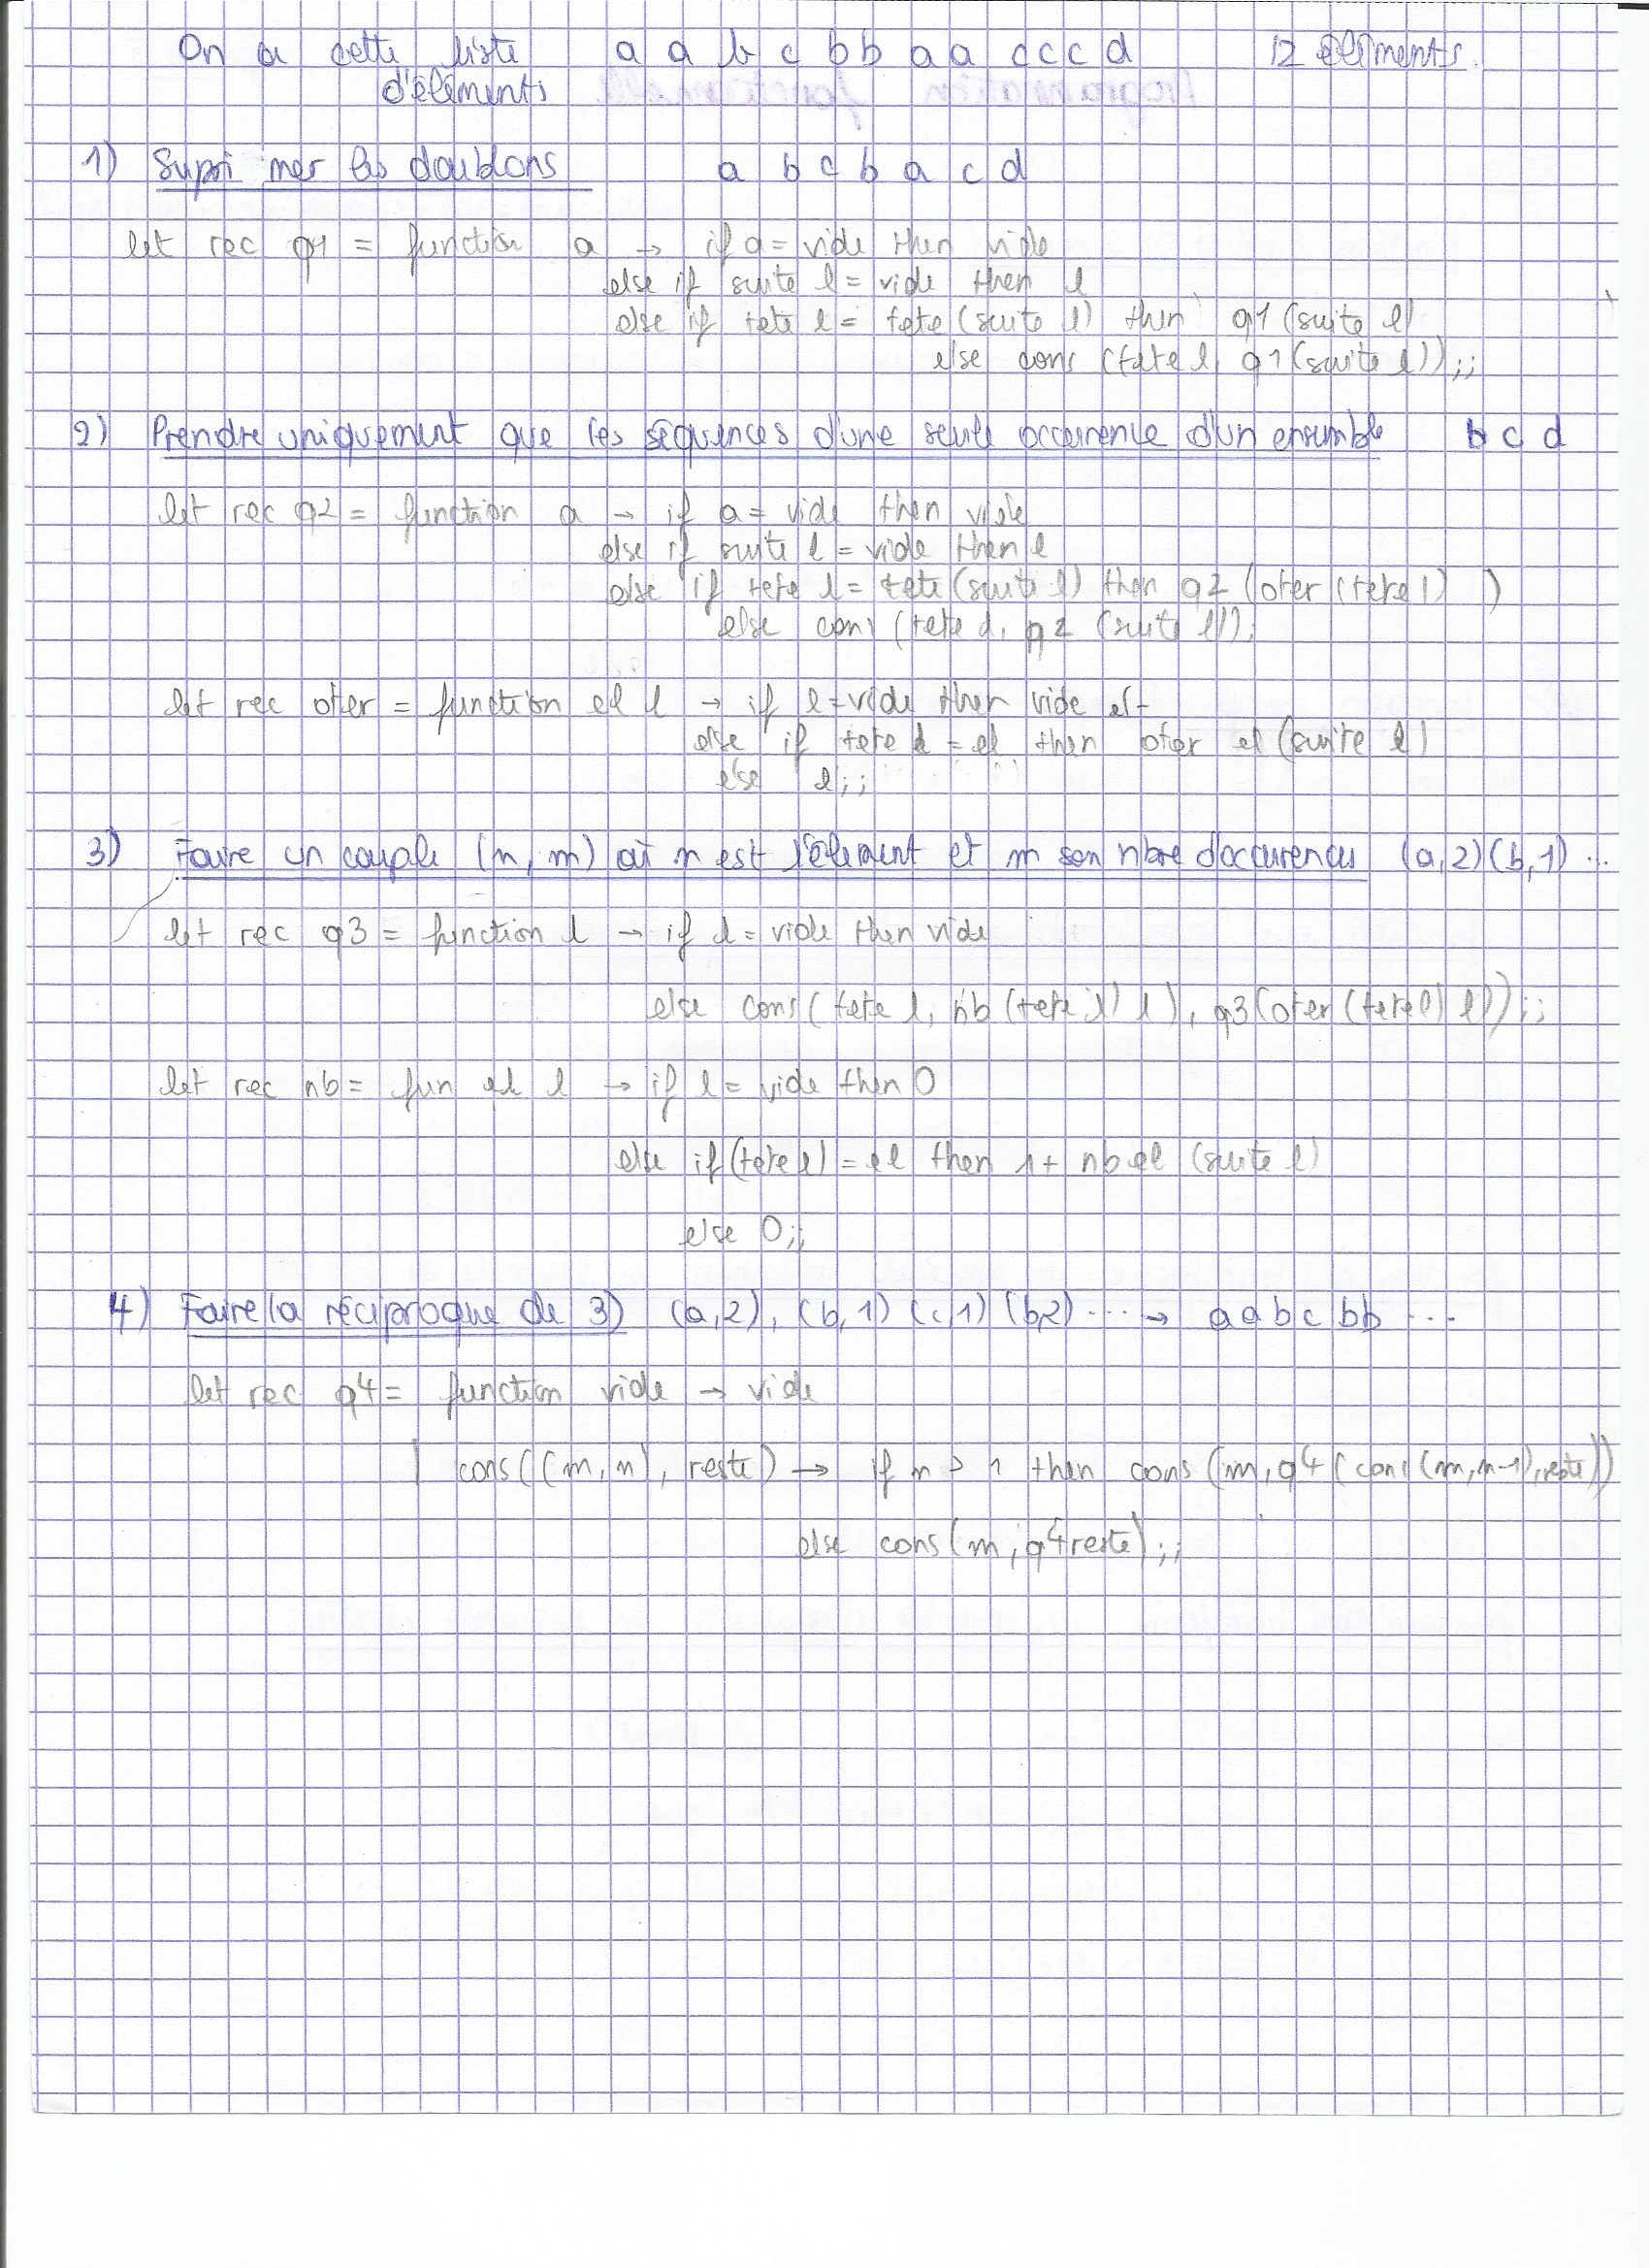 On a cette liste a a b c b b a a c c c d 12 éléments
d'éléments
1) Supprimer les doublons a b c b a c d
let rec q1 = function a → if a = vide then vide
else if suite l = vide then l
else if tete l = tete (suite l) then q1 (suite l)
else cons (tete l, q1 (suite l));;
2) Prendre uniquement que les séquences d'une seule occurrence d'un ensemble b c d
let rec q2 = function a → if a = vide then vide
else if suite l = vide then l
else if tete l = tete (suite l) then q2 (oter (tete l) )
else cons (tete l, q2 (suite l));
let rec oter = function el l → if l = vide then vide el
else if tete l = el then oter el (suite l)
else l;;
3) Faire un couple (n, m) où n est l'élément et m son nbre d'occurences (a,2)(b,1) ...
let rec q3 = function l → if l = vide then vide
else cons (tete l, nb (tete l) l), q3 (oter (tete l) l));;
let rec nb = fun el l → if l = vide then 0
else if (tete l) = el then 1 + nb el (suite l)
else 0;;
4) Faire la réciproque de 3) (a,2), (b,1) (c,1) (b,2) ... → a a b c b b ...
let rec q4 = function vide → vide
| cons((m, n), reste) → if n > 1 then cons (m, q4 (cons (m, n-1), reste))
else cons (m, q4 reste);;